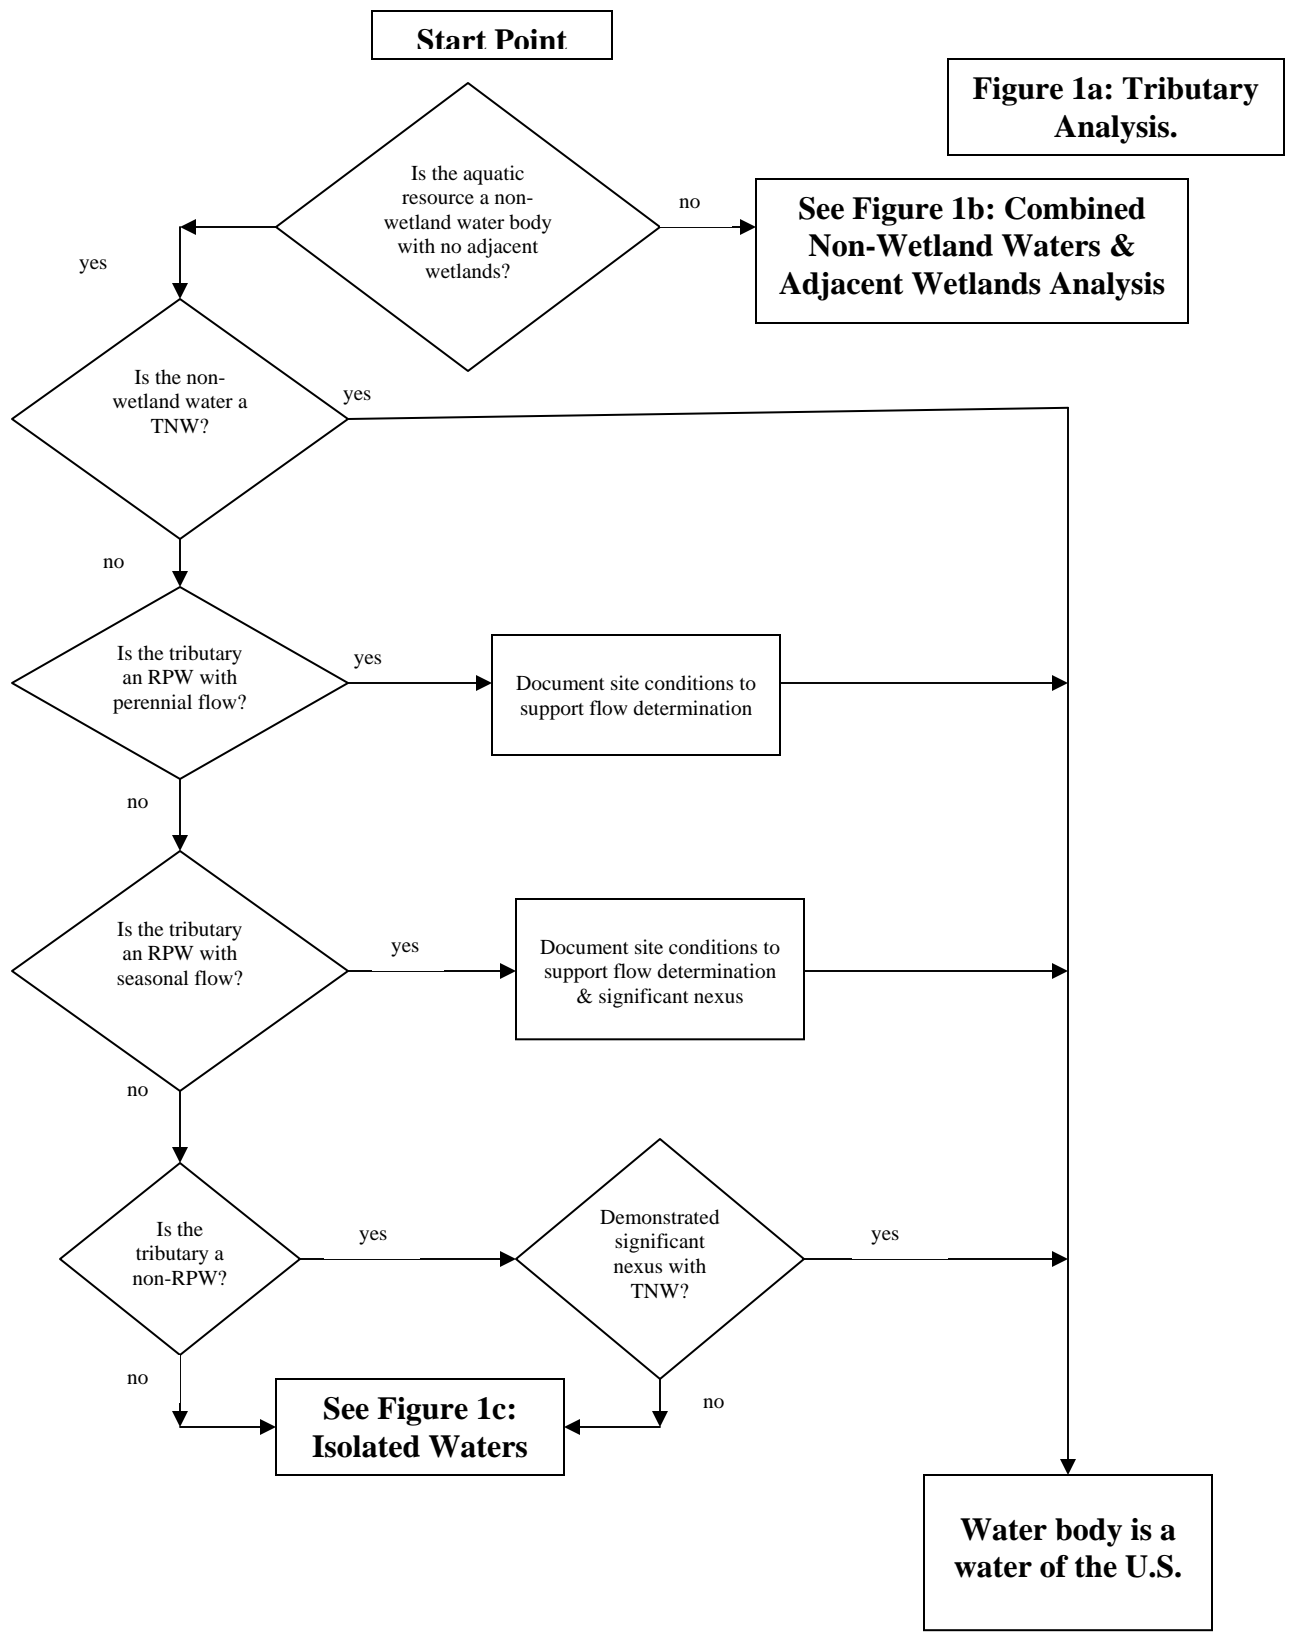 Start Point
Figure 1a: Tributary
Analysis.
Is the aquatic
resource a non-
wetland water body
with no adjacent
wetlands?
no
See Figure 1b: Combined
Non-Wetland Waters &
Adjacent Wetlands Analysis
yes
Is the non-
wetland water a
TNW?
yes
no
Is the tributary
an RPW with
perennial flow?
yes
Document site conditions to
support flow determination
no
Is the tributary
an RPW with
seasonal flow?
yes
Document site conditions to
support flow determination
& significant nexus
no
Is the
tributary a
non-RPW?
yes
Demonstrated
significant
nexus with
TNW?
yes
no
See Figure 1c:
Isolated Waters
no
Water body is a
water of the U.S.